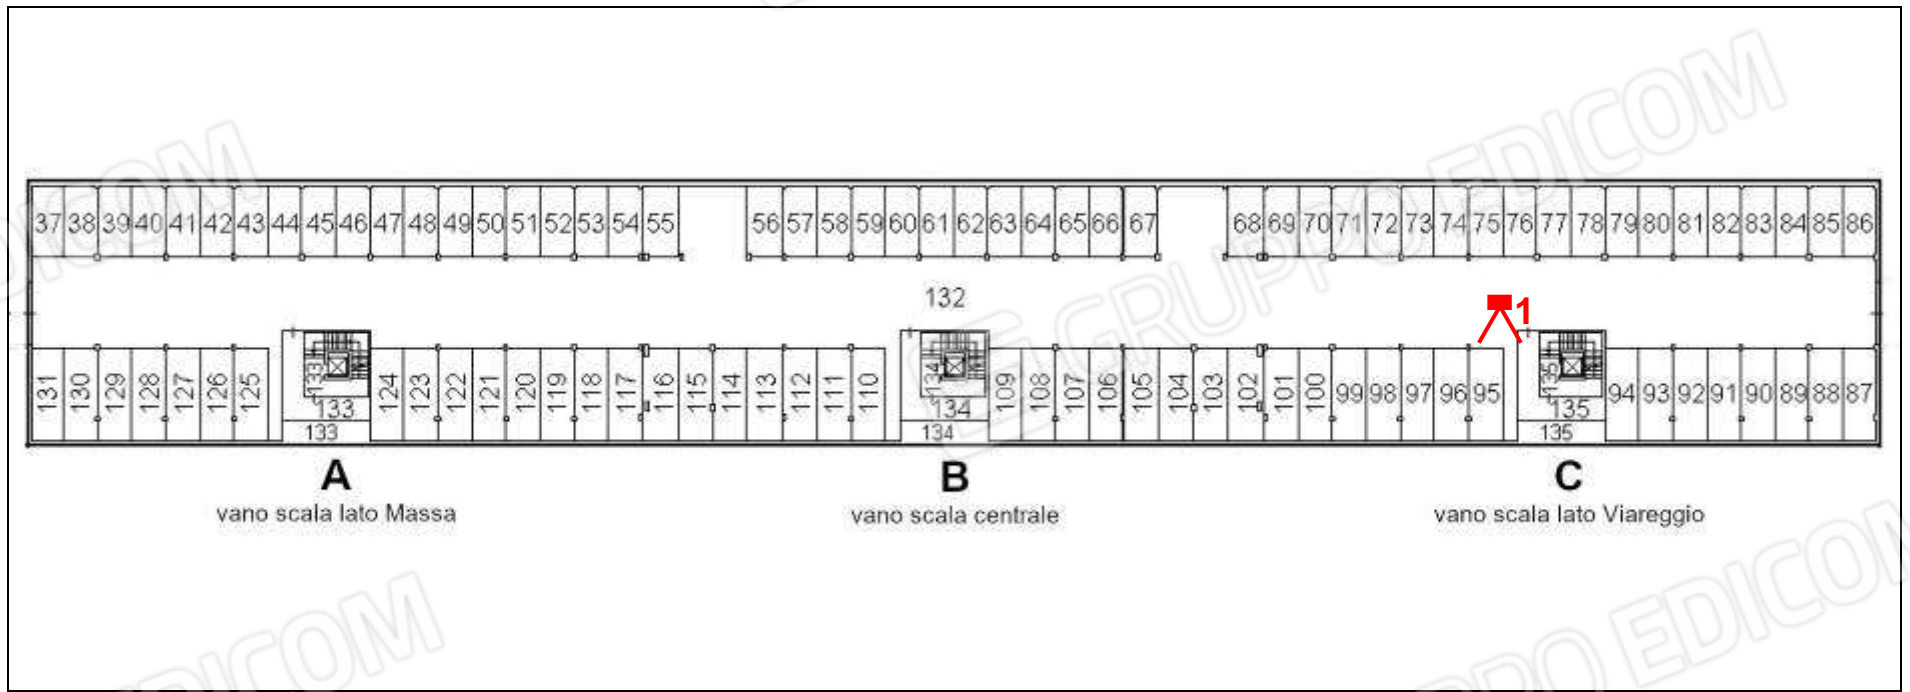 37 38 39 40 41 42 43 44 45 46 47 48 49 50 51 52 53 54 55 56 57 58 59 60 61 62 63 64 65 66 67 68 69 70 71 72 73 74 75 76 77 78 79 80 81 82 83 84 85 86
132
1
131 130 129 128 127 126 125 133 124 123 122 121 120 119 118 117 116 115 114 113 112 111 110 134 109 108 107 106 105 104 103 102 101 100 99 98 97 96 95 135 94 93 92 91 90 89 88 87
133 134 135
133 134 135
A B C
vano scala lato Massa vano scala centrale vano scala lato Viareggio
EDICOM
GRUPPO EDICOM
EDICOM
GRUPPO EDICOM